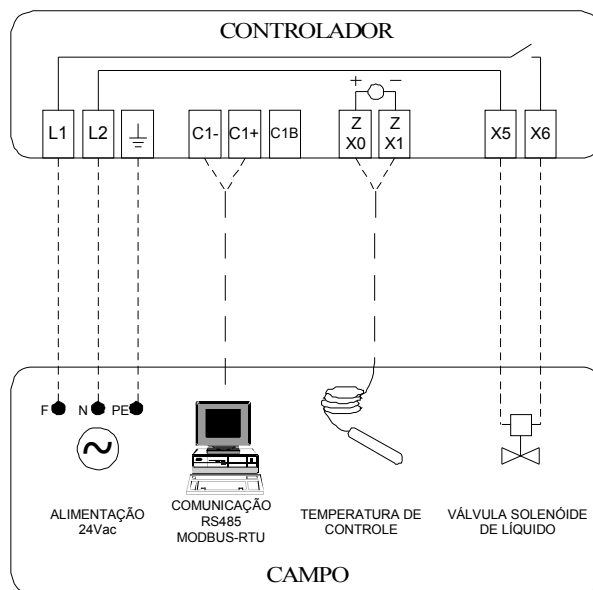 CONTROLADOR
+ −
L1 L2 C1- C1+ C1B Z X0 Z X1 X5 X6
F N PE
~
ALIMENTAÇÃO
24Vac
COMUNICAÇÃO
RS485
MODBUS-RTU
TEMPERATURA DE
CONTROLE
VÁLVULA SOLENÓIDE
DE LÍQUIDO
CAMPO